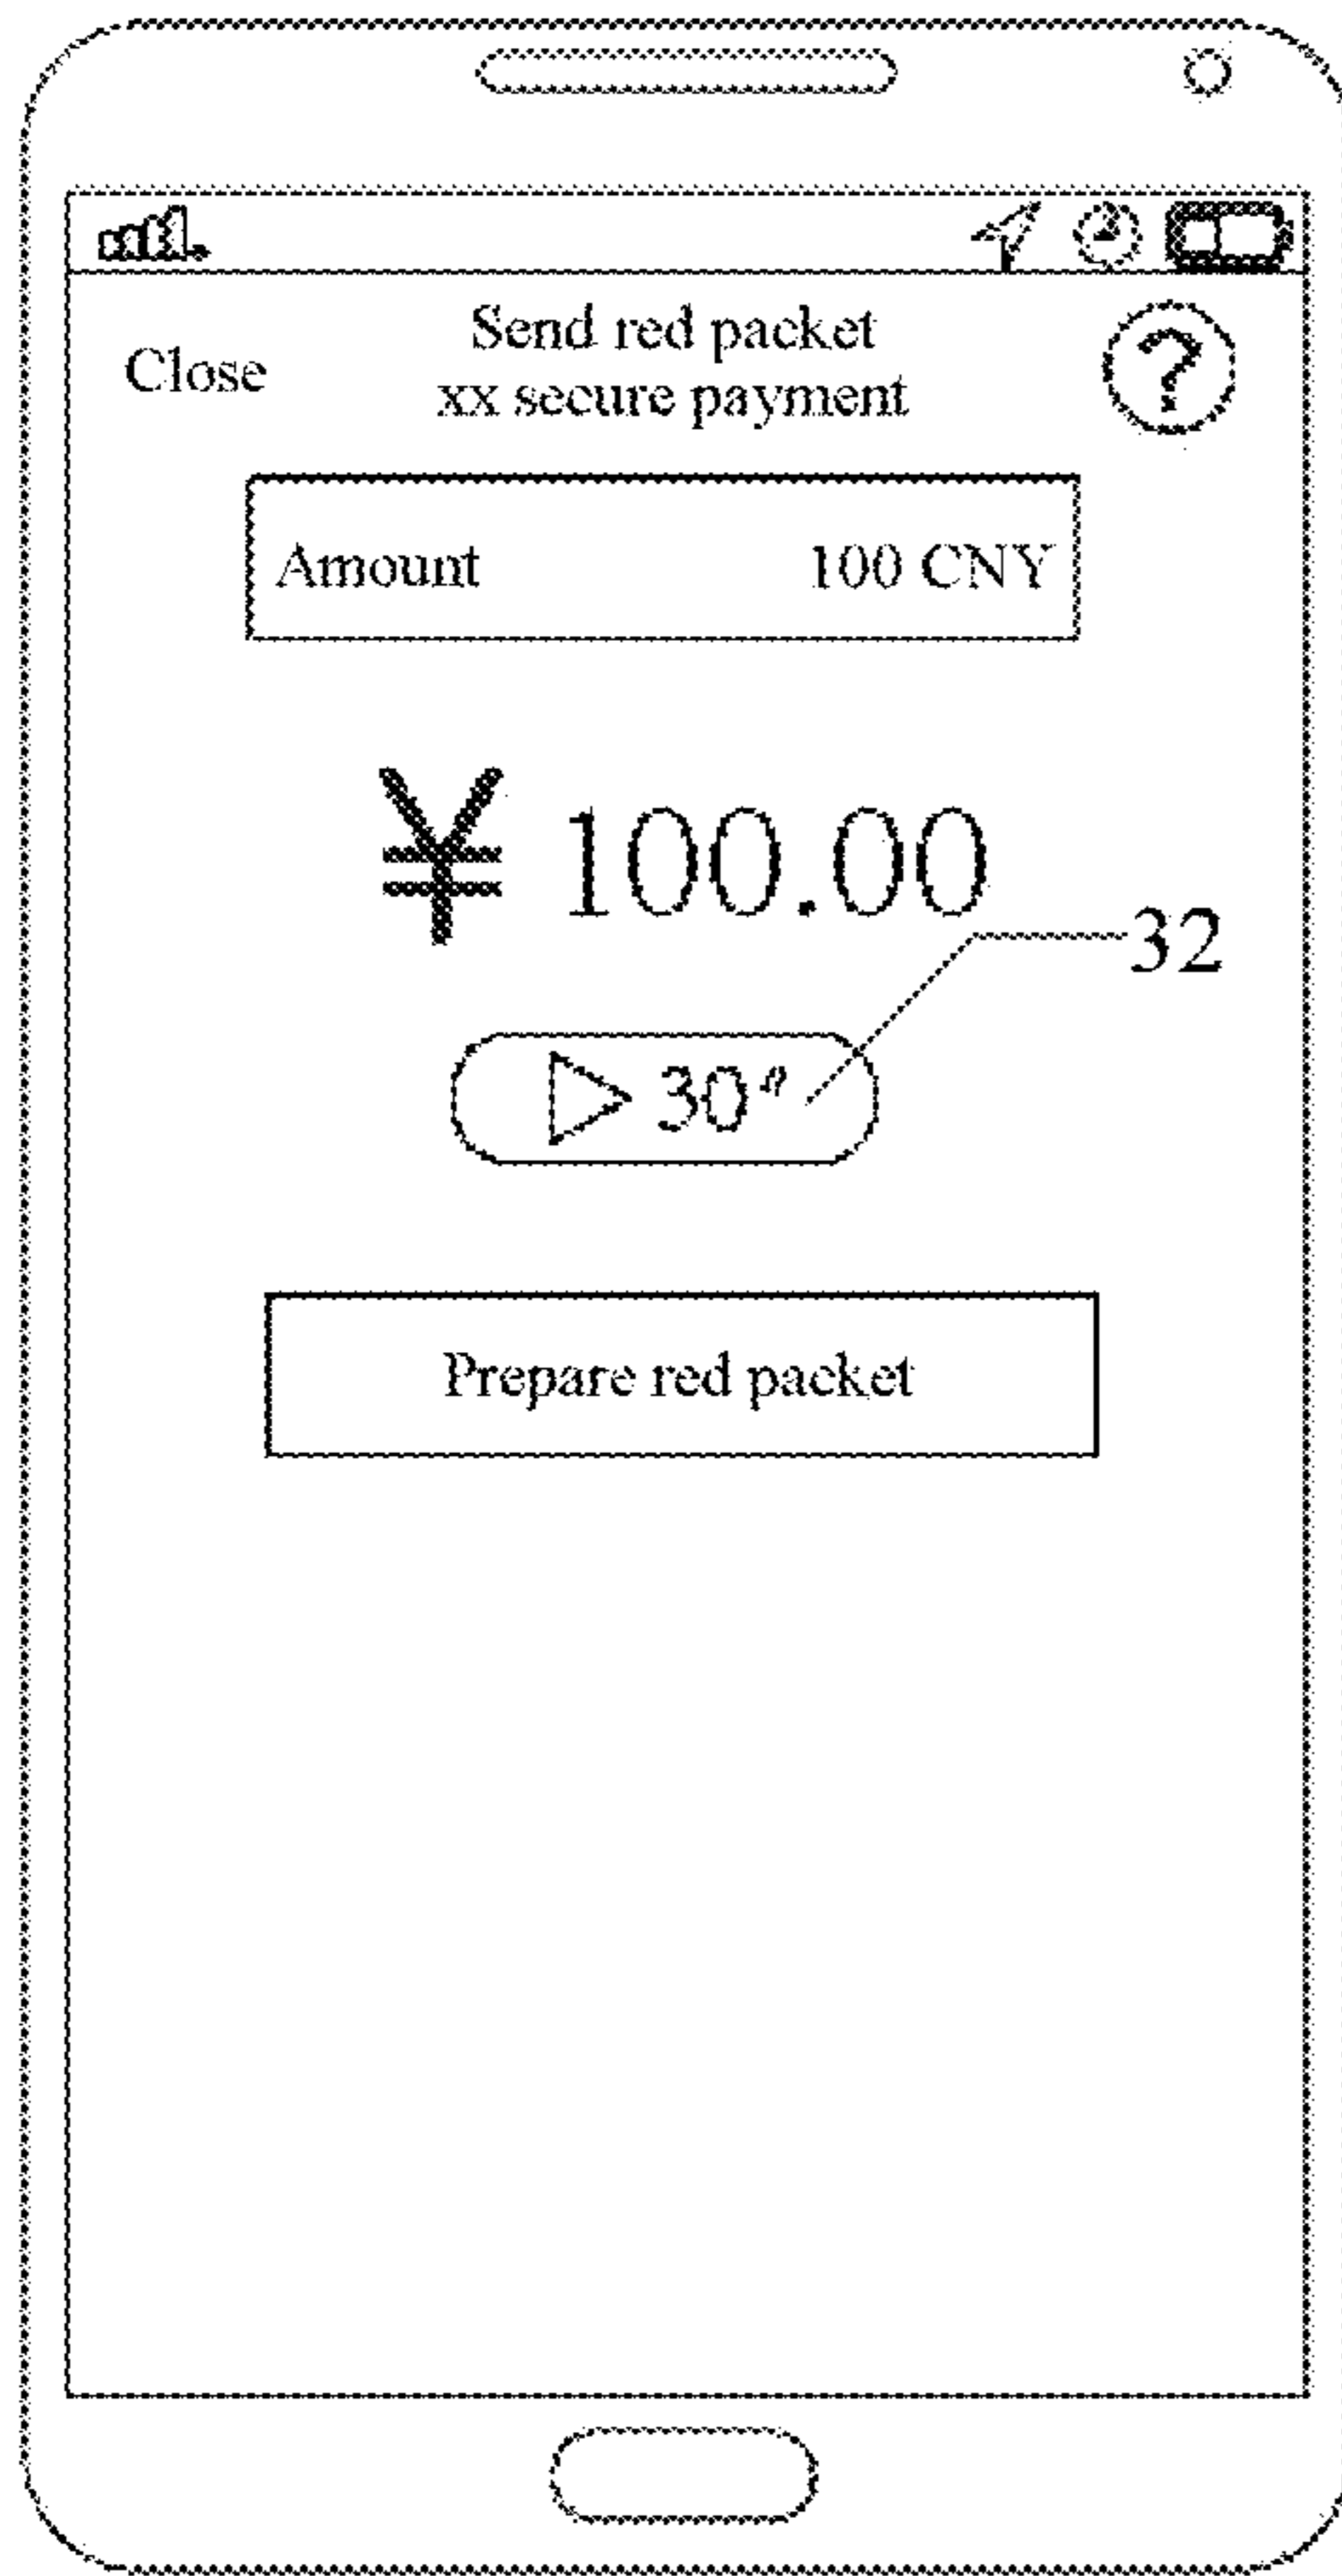 Close
Send red packet
xx secure payment
?
Amount 100 CNY
¥ 100.00
32
30"
Prepare red packet